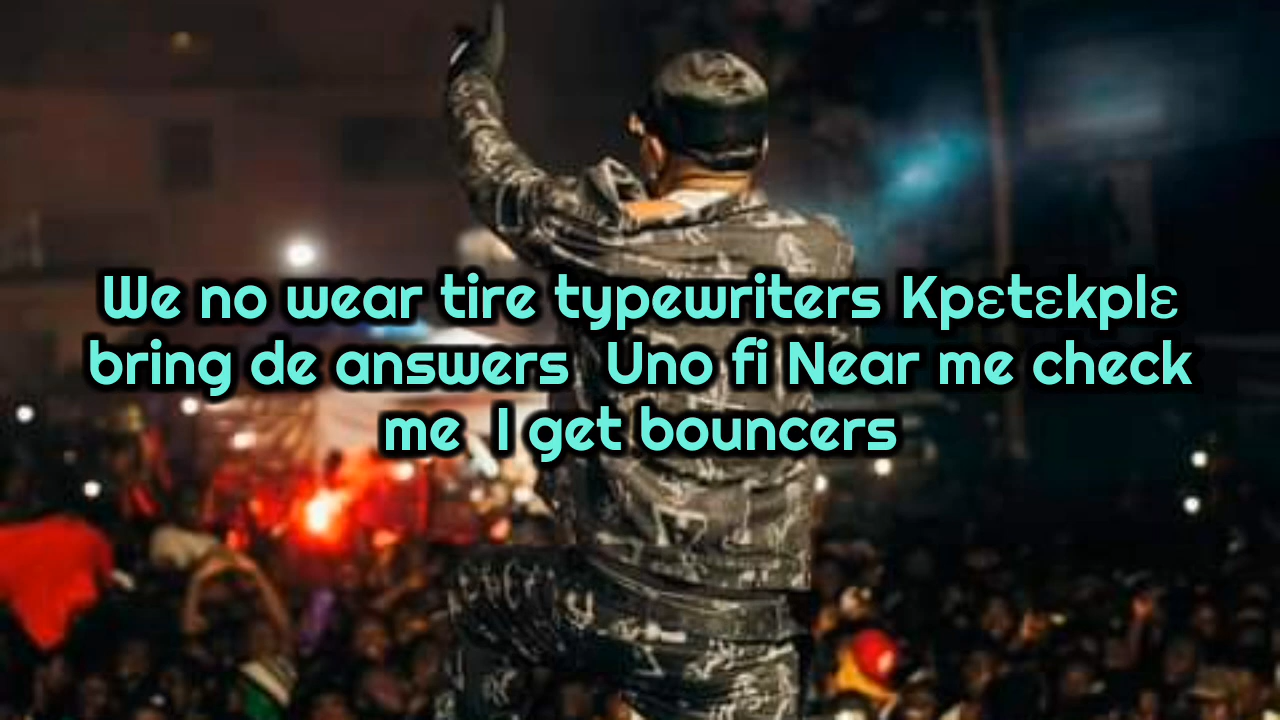 We no wear tire typewriters Kpɛtɛkplɛ
bring de answers  Uno fi Near me check
me  I get bouncers